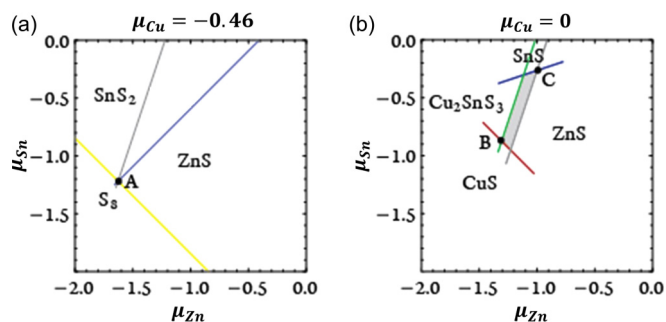 (a)
μCu = −0.46
0.0
−0.5
−1.0
−1.5
μSn
SnS2
ZnS
A
S8
−2.0 −1.5 −1.0 −0.5 0.0
μZn
(b)
μCu = 0
0.0
−0.5
−1.0
−1.5
μSn
SnS
C
Cu2SnS3
ZnS
B
CuS
−2.0 −1.5 −1.0 −0.5 0.0
μZn